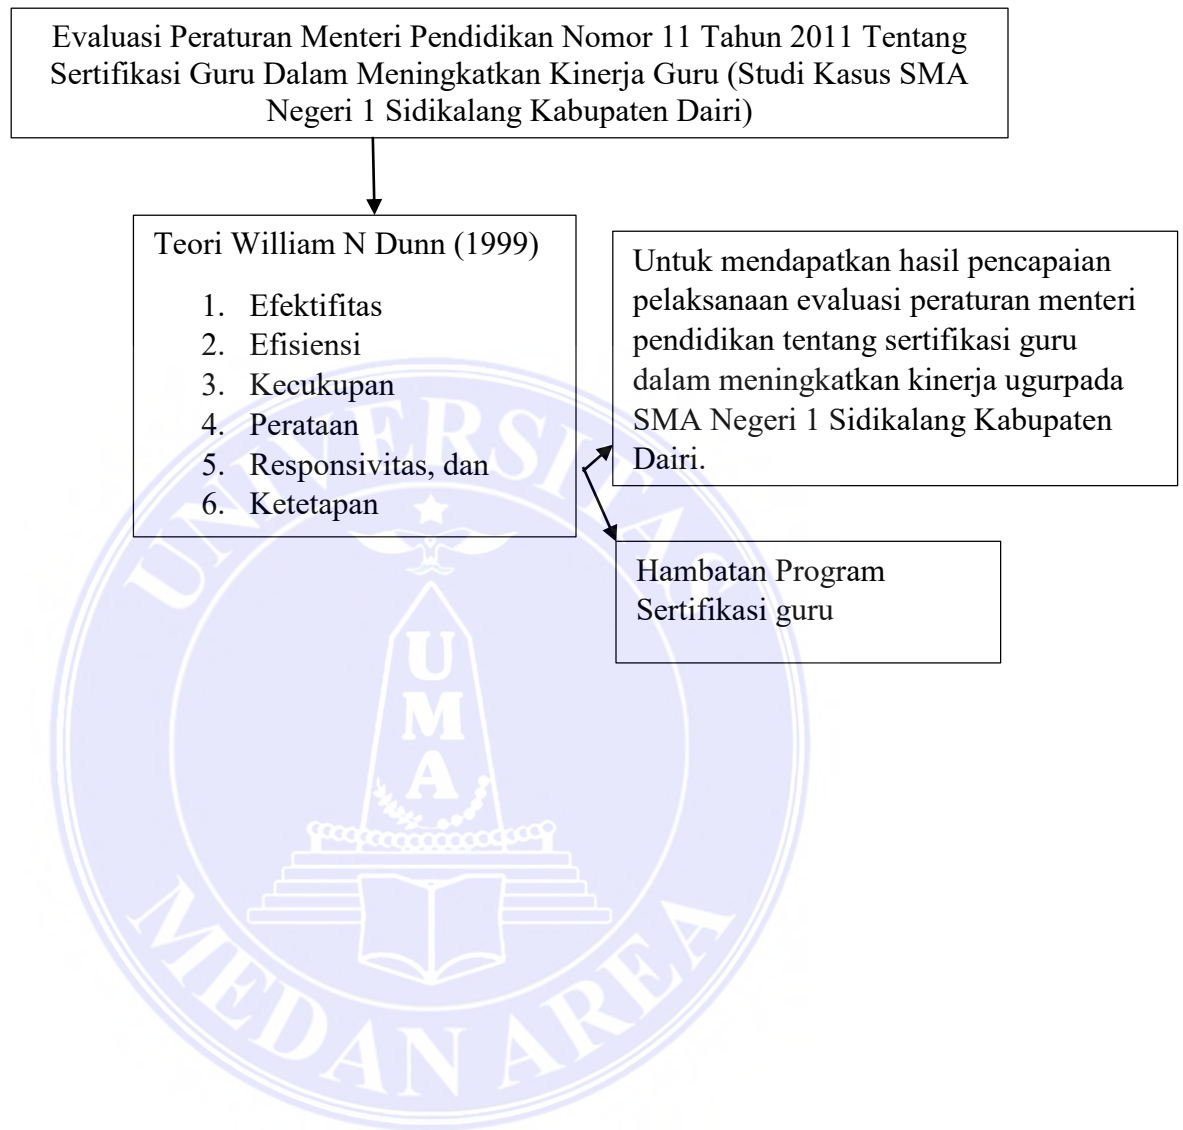 Evaluasi Peraturan Menteri Pendidikan Nomor 11 Tahun 2011 Tentang
Sertifikasi Guru Dalam Meningkatkan Kinerja Guru (Studi Kasus SMA
Negeri 1 Sidikalang Kabupaten Dairi)
Teori William N Dunn (1999)
1. Efektifitas
2. Efisiensi
3. Kecukupan
4. Perataan
5. Responsivitas, dan
6. Ketetapan
Untuk mendapatkan hasil pencapaian
pelaksanaan evaluasi peraturan menteri
pendidikan tentang sertifikasi guru
dalam meningkatkan kinerja ugurpada
SMA Negeri 1 Sidikalang Kabupaten
Dairi.
Hambatan Program
Sertifikasi guru
UNIVERSITAS
UMA
MEDAN AREA